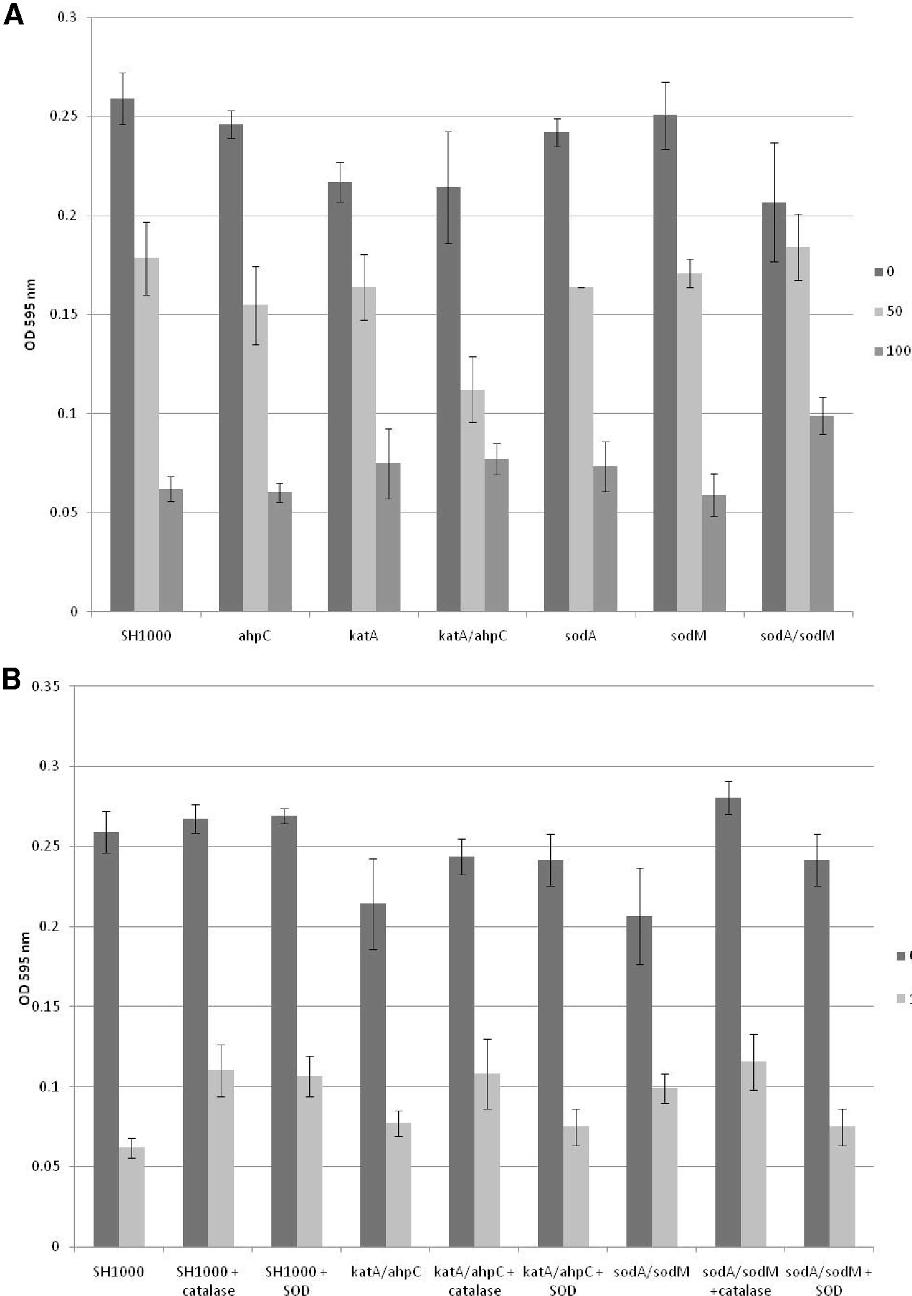 A
0.3
0.25
0.2
0.15
0.1
0.05
0
OD 595 nm
SH1000 ahpC katA katA/ahpC sodA sodM sodA/sodM
0
50
100
B
0.35
0.3
0.25
0.2
0.15
0.1
0.05
0
OD 595 nm
SH1000 SH1000 + SH1000 + katA/ahpC katA/ahpC + katA/ahpC + sodA/sodM sodA/sodM sodA/sodM +
catalase SOD catalase SOD +catalase SOD